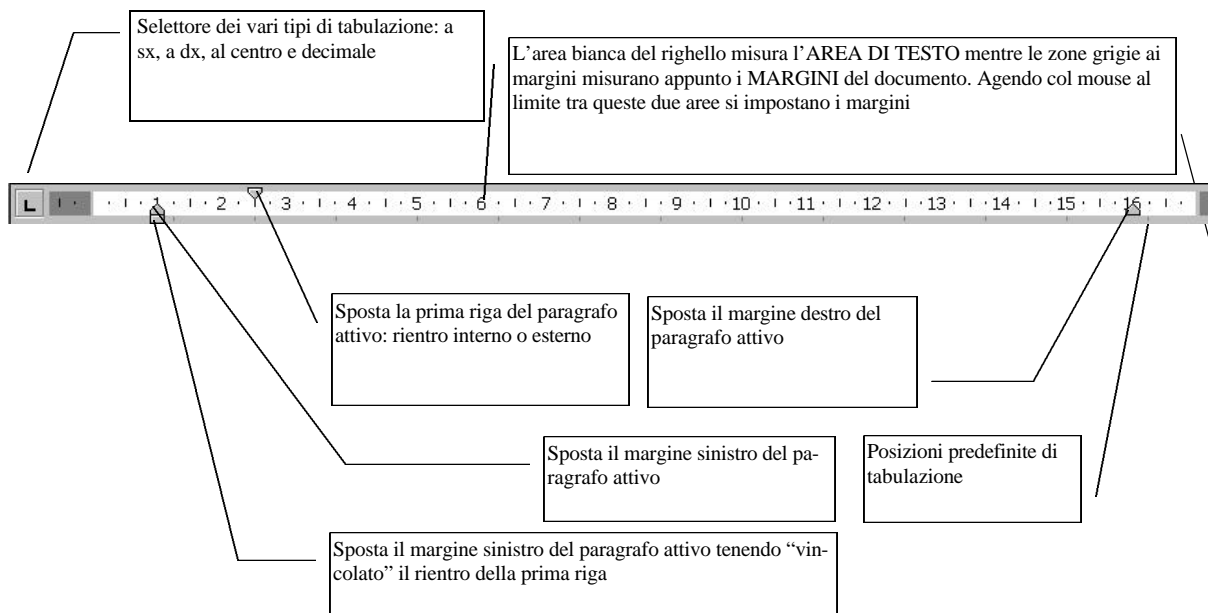 Selettore dei vari tipi di tabulazione: a
sx, a dx, al centro e decimale
L’area bianca del righello misura l’AREA DI TESTO mentre le zone grigie ai
margini misurano appunto i MARGINI del documento. Agendo col mouse al
limite tra queste due aree si impostano i margini
L 1 2 3 4 5 6 7 8 9 10 11 12 13 14 15 16
Sposta la prima riga del paragrafo
attivo: rientro interno o esterno
Sposta il margine destro del
paragrafo attivo
Sposta il margine sinistro del pa-
ragrafo attivo
Posizioni predefinite di
tabulazione
Sposta il margine sinistro del paragrafo attivo tenendo “vin-
colato” il rientro della prima riga